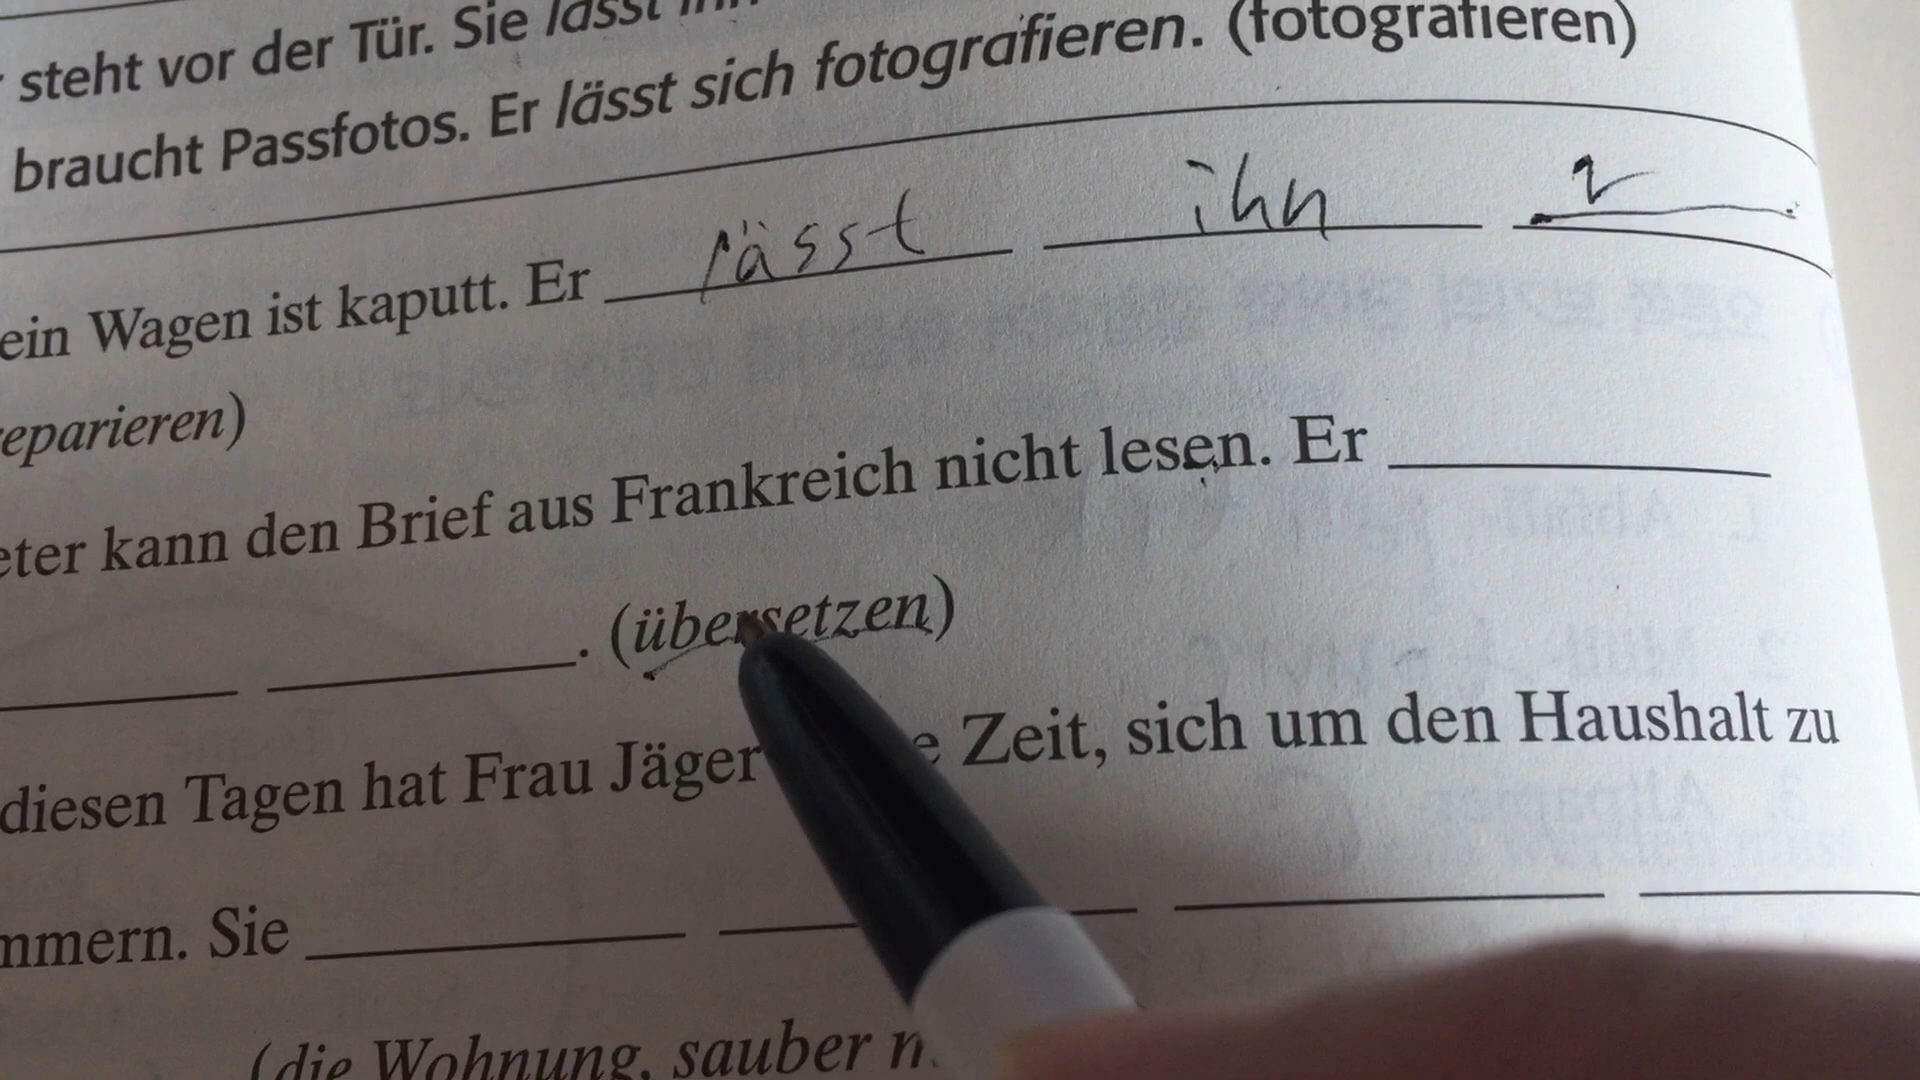 steht vor der Tür. Sie lässt
braucht Passfotos. Er lässt sich fotografieren. (fotografieren)
ein Wagen ist kaputt. Er lässt ihn
eparieren)
eter kann den Brief aus Frankreich nicht lesen. Er
. (übersetzen)
diesen Tagen hat Frau Jäger e Zeit, sich um den Haushalt zu
mmern. Sie
(die Wohnung, sauber